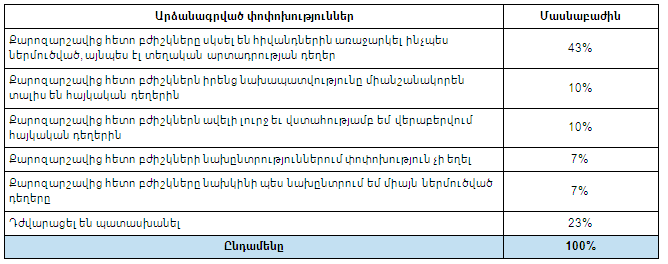 Արձանագրված փոփոխություններ Մասնաբաժին
Քարոզարշավից հետո բժիշկները սկսել են հիվանդներին առաջարկել ինչպես
ներմուծված, այնպես էլ տեղական արտադրության դեղեր 43%
Քարոզարշավից հետո բժիշկներն իրենց նախապատվությունը միանշանակորեն
տալիս են հայկական դեղերին 10%
Քարոզարշավից հետո բժիշկներն ավելի լուրջ եւ վստահությամբ եմ վերաբերվում
հայկական դեղերին 10%
Քարոզարշավից հետո բժիշկների նախընտրություններում փոփոխություն չի եղել 7%
Քարոզարշավից հետո բժիշկները նախկինի պես նախընտրում եմ միայն ներմուծված
դեղերը 7%
Դժվարացել են պատասխանել 23%
Ընդամենը 100%